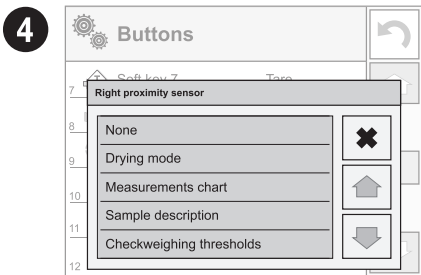 4
Buttons
7 T Soft key 7 Tare
Right proximity sensor
8
None
9
Drying mode
Measurements chart
10
Sample description
11
Checkweighing thresholds
12